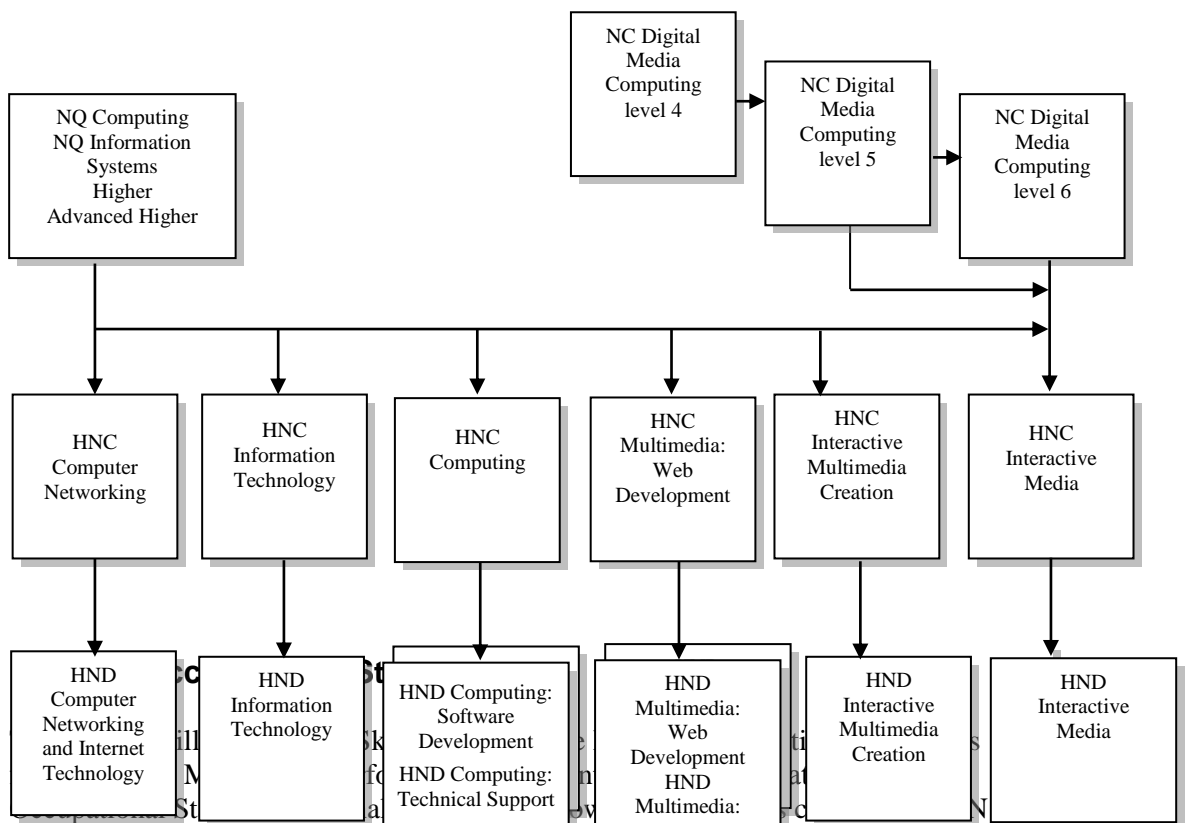 NC Digital
Media
Computing
level 4
NC Digital
Media
Computing
level 5
NC Digital
Media
Computing
level 6
NQ Computing
NQ Information
Systems
Higher
Advanced Higher
HNC
Computer
Networking
HNC
Information
Technology
HNC
Computing
HNC
Multimedia:
Web
Development
HNC
Interactive
Multimedia
Creation
HNC
Interactive
Media
HND
Computer
Networking
and Internet
Technology
HND
Information
Technology
HND Computing:
Software
Development
HND Computing:
Technical Support
HND
Multimedia:
Web
Development
HND
Multimedia:
HND
Interactive
Multimedia
Creation
HND
Interactive
Media
Occupational